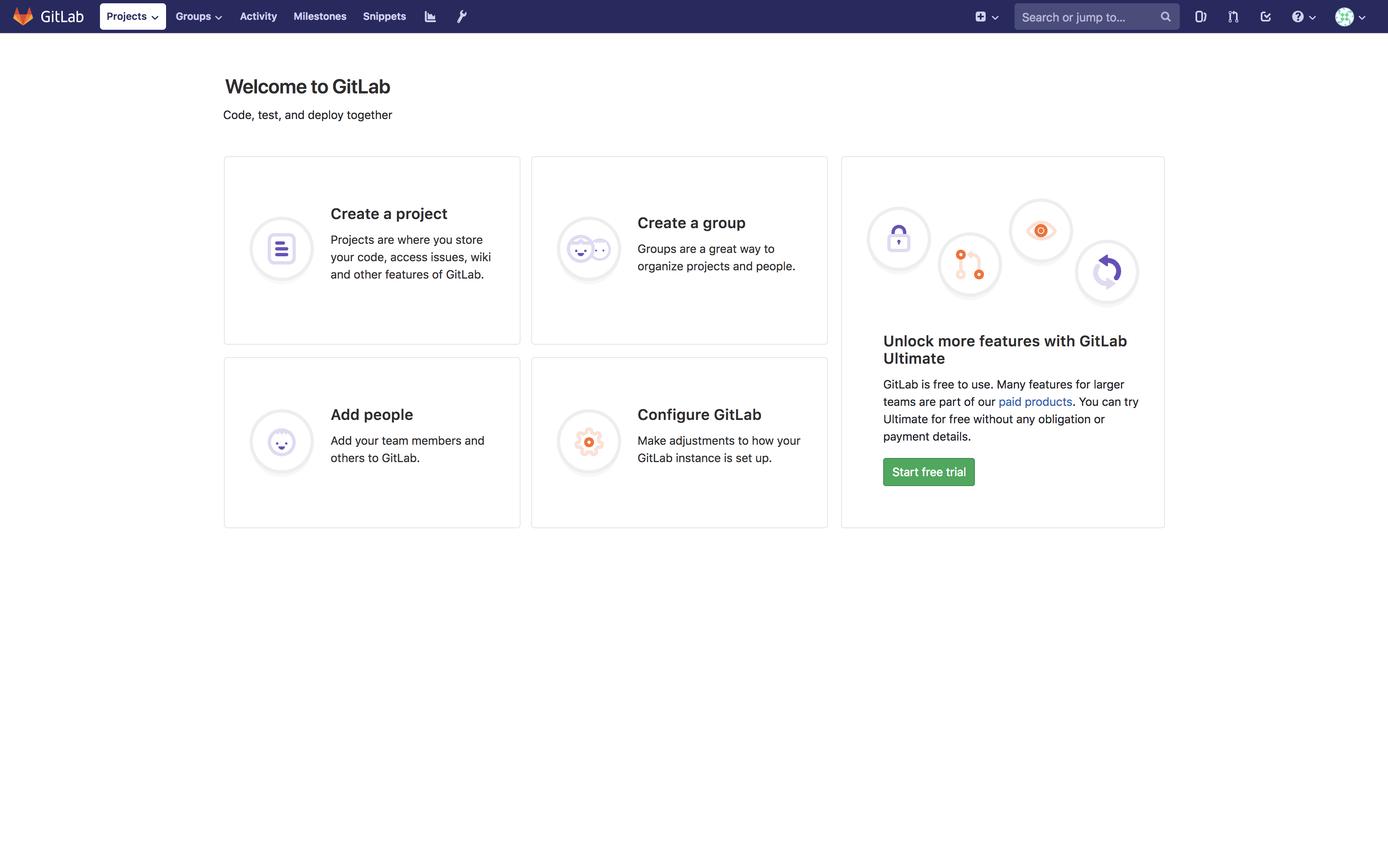 GitLab
Projects
Groups
Activity
Milestones
Snippets
Search or jump to...
Welcome to GitLab
Code, test, and deploy together
Create a project
Projects are where you store
your code, access issues, wiki
and other features of GitLab.
Create a group
Groups are a great way to
organize projects and people.
Add people
Add your team members and
others to GitLab.
Configure GitLab
Make adjustments to how your
GitLab instance is set up.
Unlock more features with GitLab
Ultimate
GitLab is free to use. Many features for larger
teams are part of our paid products. You can try
Ultimate for free without any obligation or
payment details.
Start free trial